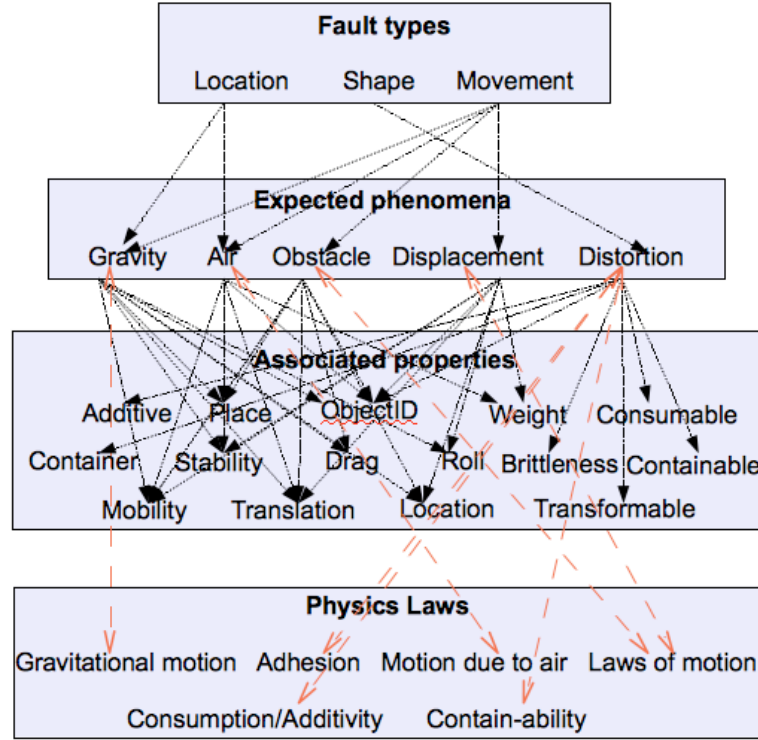 Fault types
Location Shape Movement
Expected phenomena
Gravity Air Obstacle Displacement Distortion
Associated properties
Additive Place ObjectID Weight Consumable
Container Stability Drag Roll Brittleness Containable
Mobility Translation Location Transformable
Physics Laws
Gravitational motion Adhesion Motion due to air Laws of motion
Consumption/Additivity Contain-ability